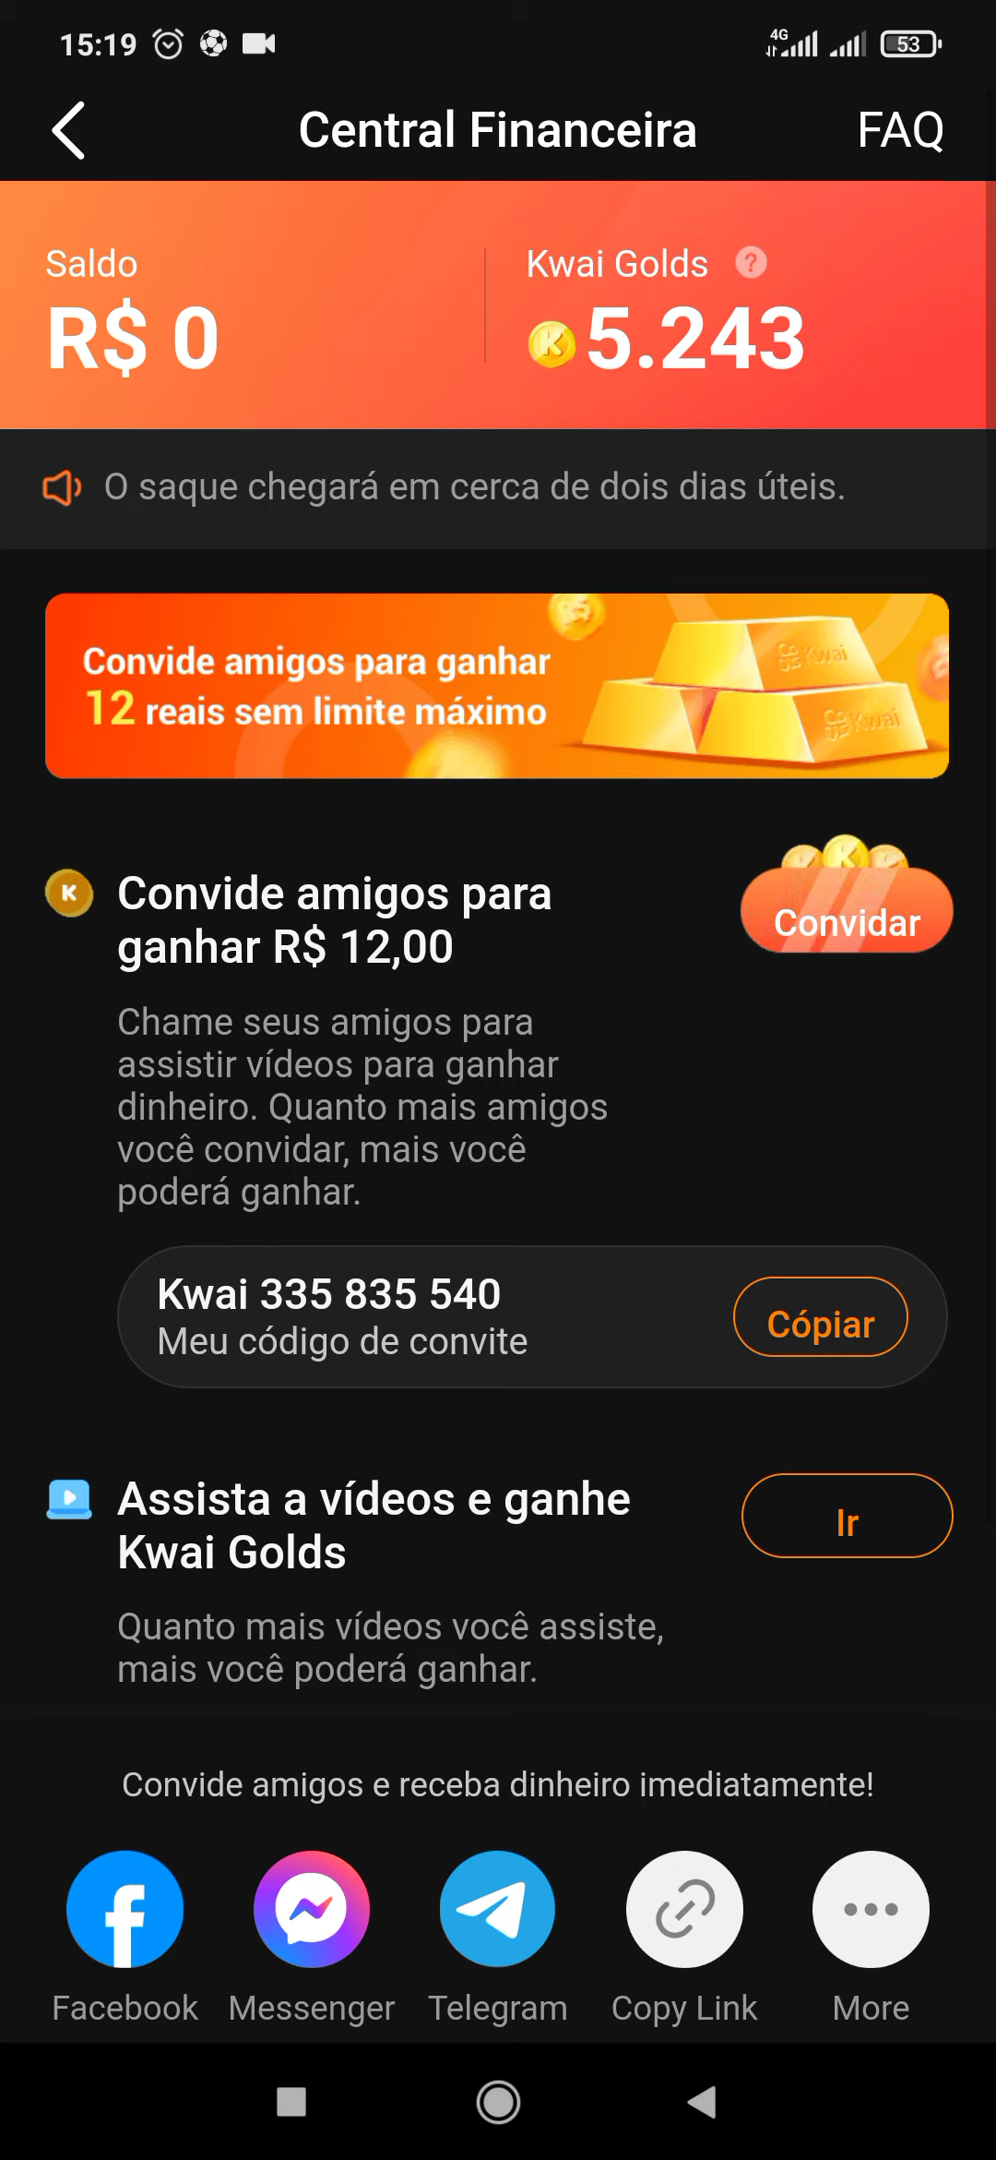 15:19
4G
53
Central Financeira
FAQ
Saldo
Kwai Golds ?
R$ 0
K 5.243
O saque chegará em cerca de dois dias úteis.
Convide amigos para ganhar
12 reais sem limite máximo
Kwai
Kwai
K
Convide amigos para
ganhar R$ 12,00
K
Convidar
Chame seus amigos para
assistir vídeos para ganhar
dinheiro. Quanto mais amigos
você convidar, mais você
poderá ganhar.
Kwai 335 835 540
Meu código de convite
Cópiar
Assista a vídeos e ganhe
Kwai Golds
Ir
Quanto mais vídeos você assiste,
mais você poderá ganhar.
Convide amigos e receba dinheiro imediatamente!
Facebook
Messenger
Telegram
Copy Link
More